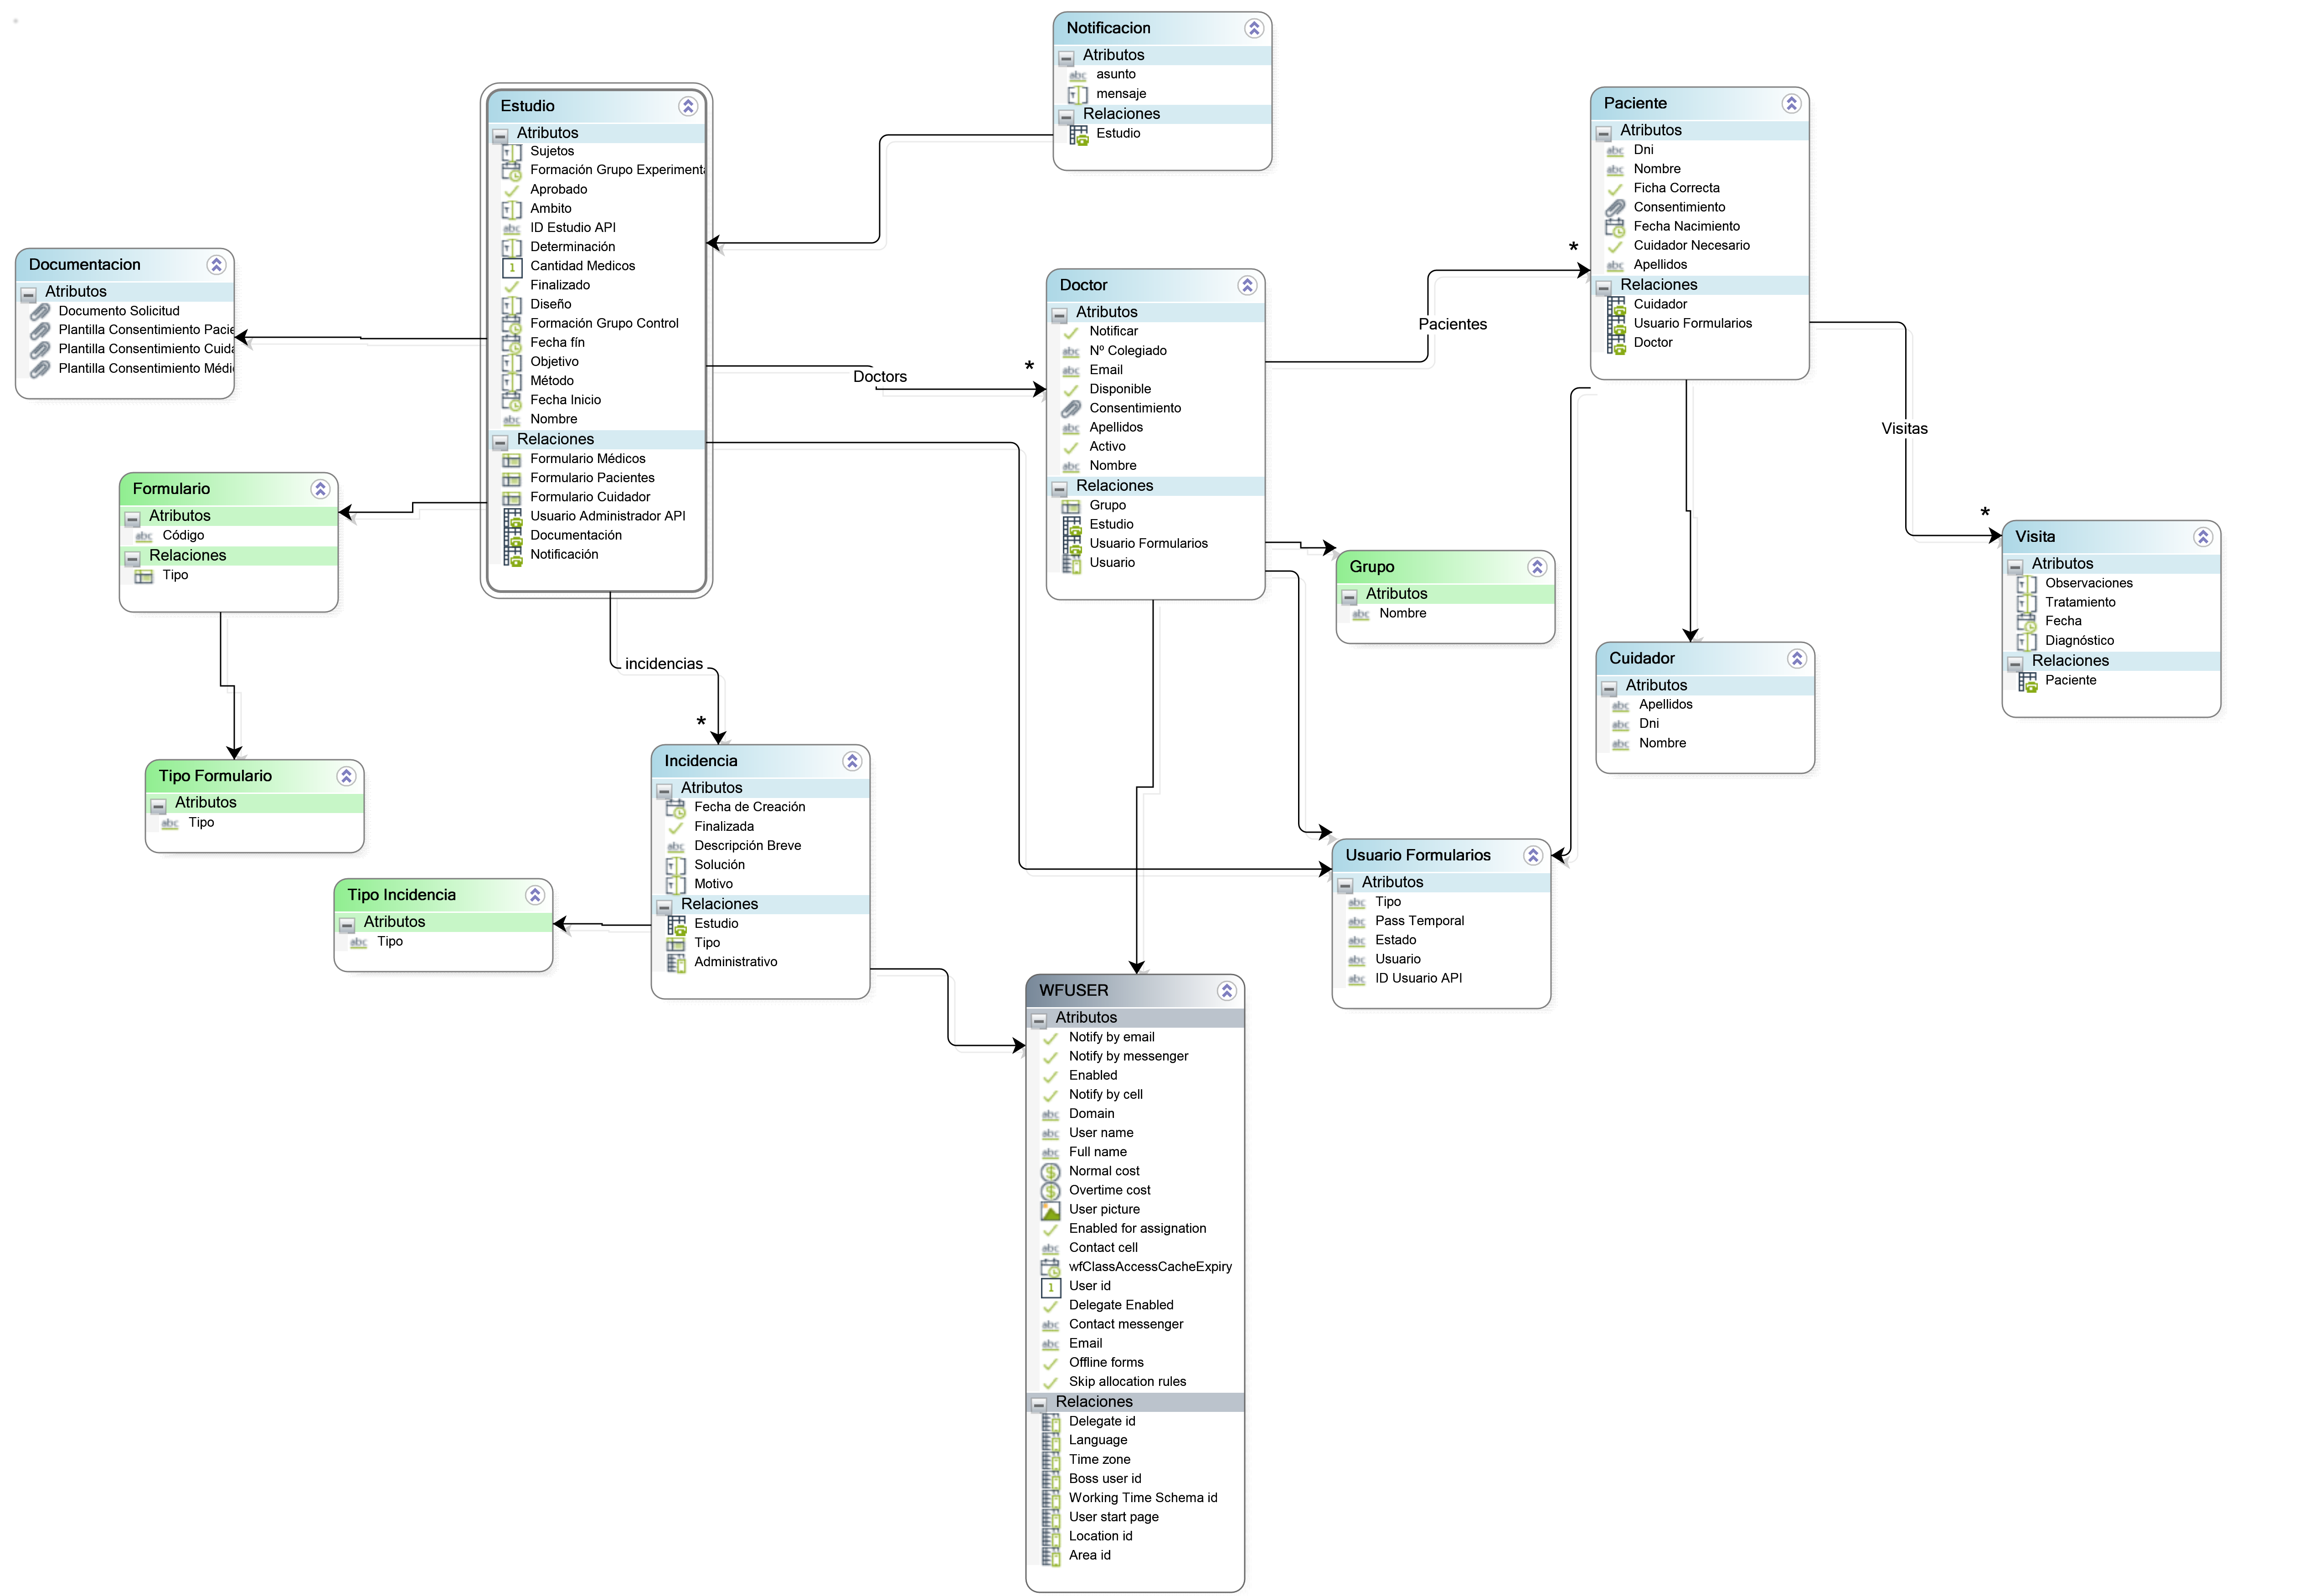 Notificacion
Atributos
asunto
mensaje
Relaciones
Estudio
Estudio
Atributos
Sujetos
Formación Grupo Experimenta
Aprobado
Ambito
ID Estudio API
Determinación
Cantidad Medicos
Finalizado
Diseño
Formación Grupo Control
Fecha fín
Objetivo
Método
Fecha Inicio
Nombre
Relaciones
Formulario Médicos
Formulario Pacientes
Formulario Cuidador
Usuario Administrador API
Documentación
Notificación
Paciente
Atributos
Dni
Nombre
Ficha Correcta
Consentimiento
Fecha Nacimiento
Cuidador Necesario
Apellidos
Relaciones
Cuidador
Usuario Formularios
Doctor
*
Documentacion
Atributos
Documento Solicitud
Plantilla Consentimiento Pacie
Plantilla Consentimiento Cuida
Plantilla Consentimiento Médi
Doctor
Atributos
Notificar
Nº Colegiado
Email
Disponible
Consentimiento
Apellidos
Activo
Nombre
Relaciones
Grupo
Estudio
Usuario Formularios
Usuario
Pacientes
Doctors
*
Visitas
*
Formulario
Atributos
Código
Relaciones
Tipo
Grupo
Atributos
Nombre
Visita
Atributos
Observaciones
Tratamiento
Fecha
Diagnóstico
Relaciones
Paciente
Cuidador
Atributos
Apellidos
Dni
Nombre
incidencias
*
Incidencia
Atributos
Fecha de Creación
Finalizada
Descripción Breve
Solución
Motivo
Relaciones
Estudio
Tipo
Administrativo
Tipo Formulario
Atributos
Tipo
Usuario Formularios
Atributos
Tipo
Pass Temporal
Estado
Usuario
ID Usuario API
Tipo Incidencia
Atributos
Tipo
WFUSER
Atributos
Notify by email
Notify by messenger
Enabled
Notify by cell
Domain
User name
Full name
Normal cost
Overtime cost
User picture
Enabled for assignation
Contact cell
wfClassAccessCacheExpiry
User id
Delegate Enabled
Contact messenger
Email
Offline forms
Skip allocation rules
Relaciones
Delegate id
Language
Time zone
Boss user id
Working Time Schema id
User start page
Location id
Area id